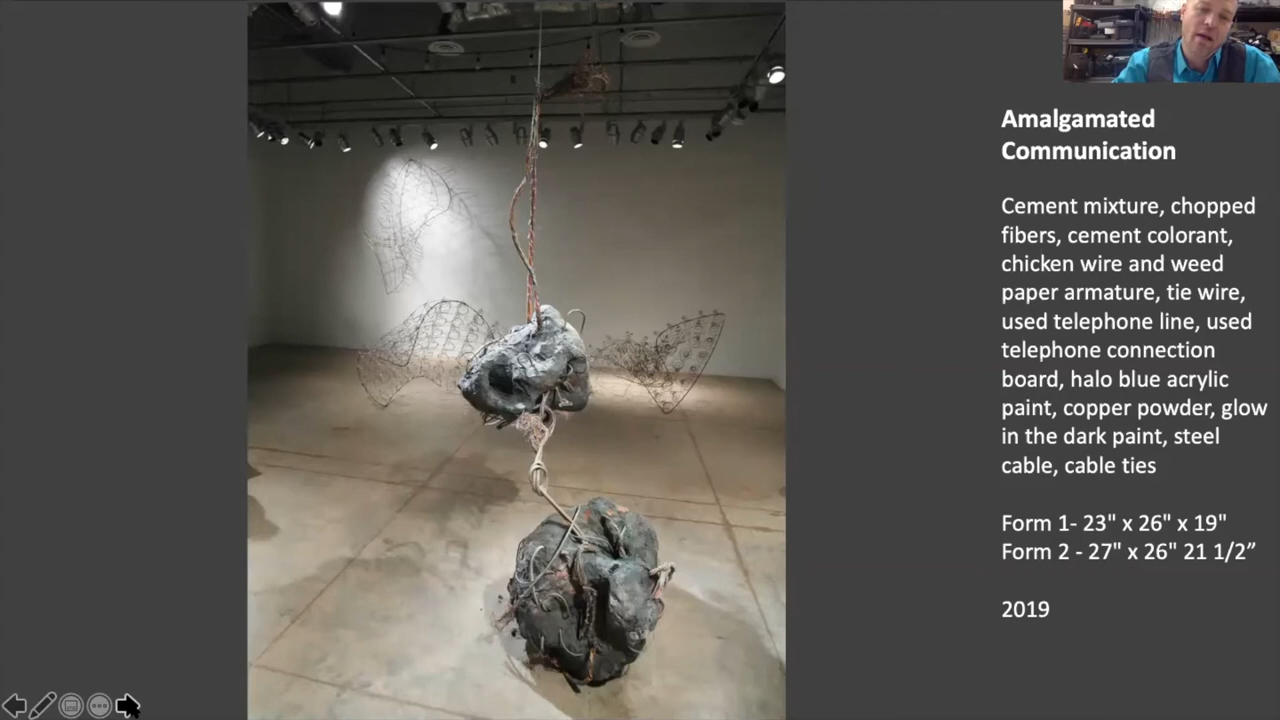 Amalgamated
Communication
Cement mixture, chopped
fibers, cement colorant,
chicken wire and weed
paper armature, tie wire,
used telephone line, used
telephone connection
board, halo blue acrylic
paint, copper powder, glow
in the dark paint, steel
cable, cable ties
Form 1- 23" x 26" x 19"
Form 2 - 27" x 26" 21 1/2”
2019